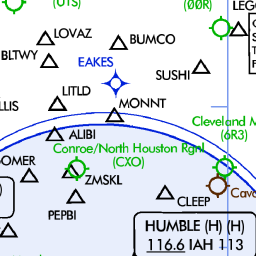 (UTS)
(00R)
LEG
LOVAZ
BUMCO
BLTWY
EAKES
SUSHI
LITLD
LLIS
MONNT
Cleveland M
(6R3)
ALIBI
Conroe/North Houston Rgnl
(CXO)
OMER
ZMSKL
Cav
PEPBI
CLEEP
HUMBLE (H) (H)
116.6 IAH 113